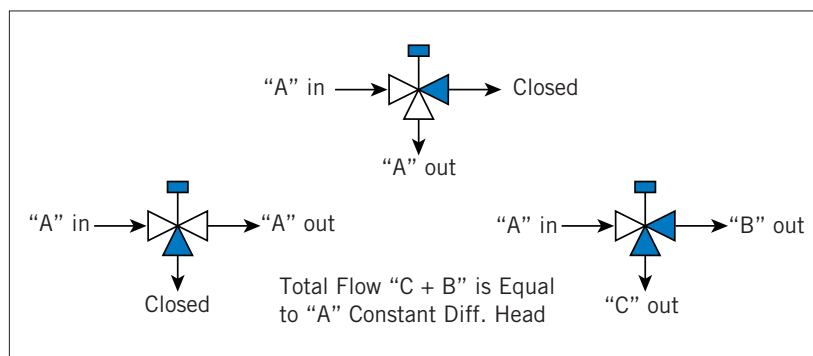 “A” in
Closed
“A” out
“A” in
“A” out
Closed
“A” in
“B” out
“C” out
Total Flow “C + B” is Equal
to “A” Constant Diff. Head